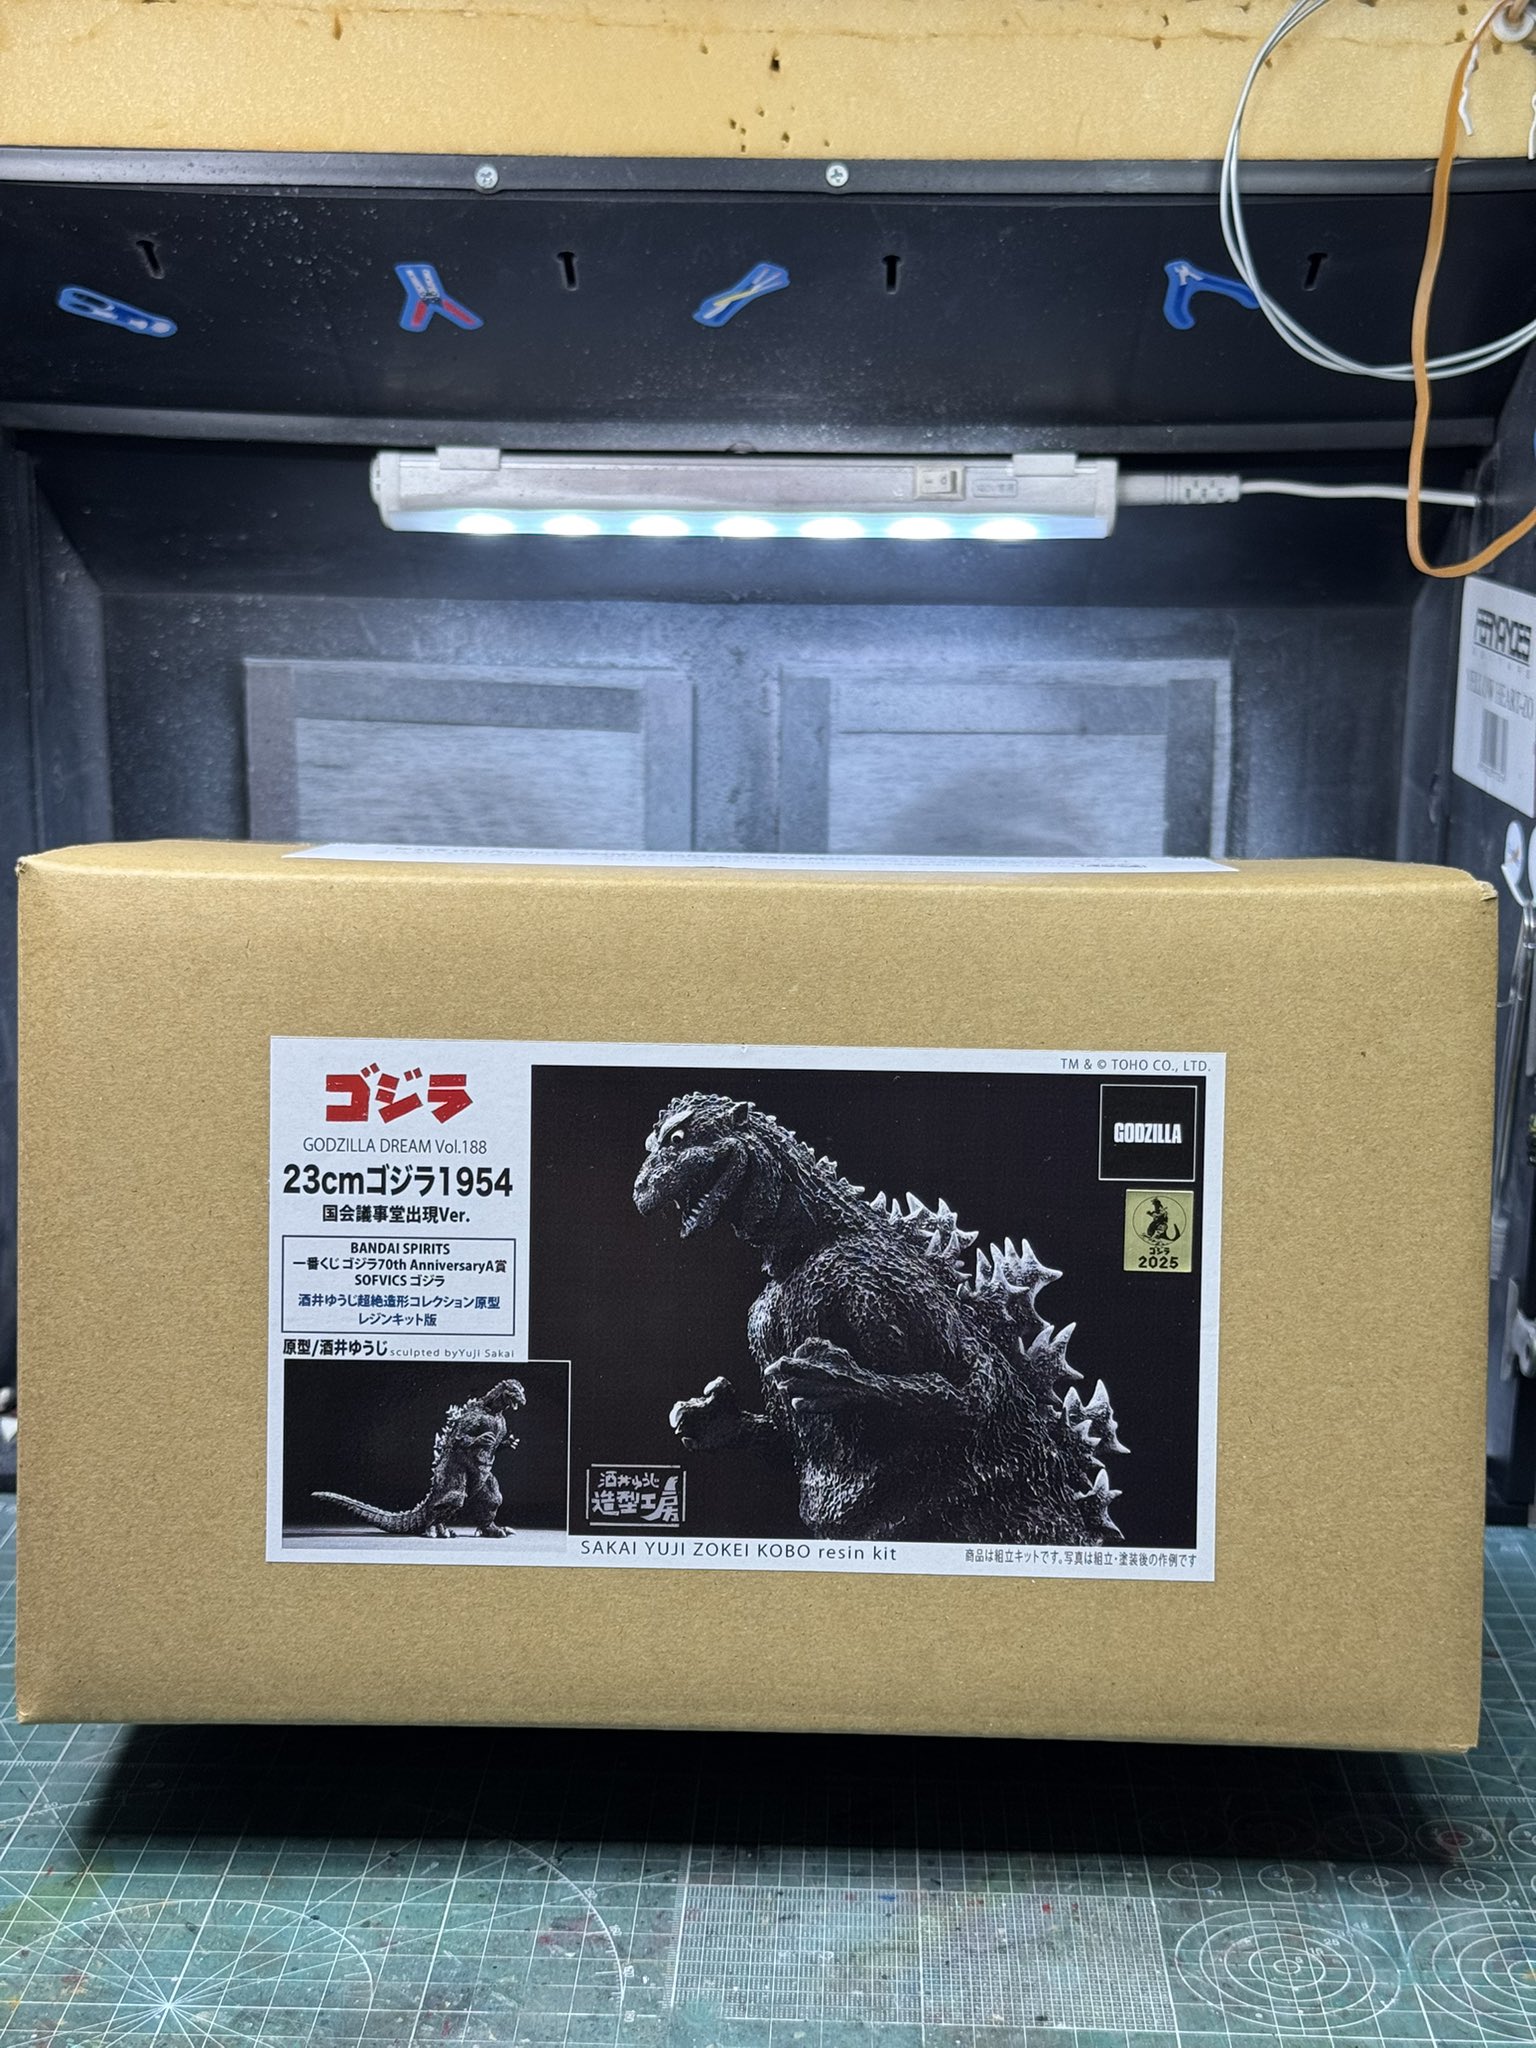 FERNANDES
ゴジラ
GODZILLA DREAM Vol.188
23cmゴジラ1954
国会議事堂出現Ver.
BANDAI SPIRITS
一番くじ ゴジラ70th AnniversaryA賞
SOFVICS ゴジラ
酒井ゆうじ超絶造形コレクション原型
レジンキット版
原型/酒井ゆうじ sculpted byYuji Sakai
TM & © TOHO CO., LTD.
GODZILLA
ゴジラ
2025
酒井ゆうじ
造型工房
SAKAI YUJI ZOKEI KOBO resin kit
商品は組立キットです。写真は組立・塗装後の作例です